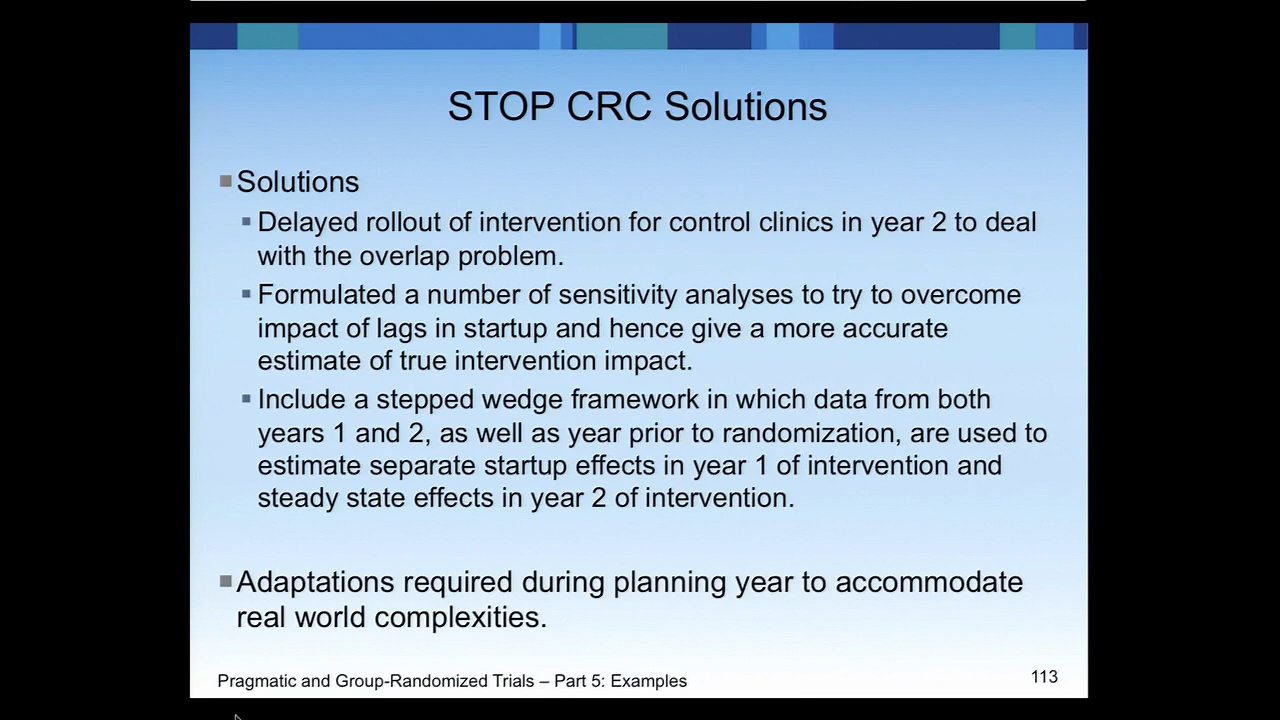 STOP CRC Solutions
Solutions
Delayed rollout of intervention for control clinics in year 2 to deal
with the overlap problem.
Formulated a number of sensitivity analyses to try to overcome
impact of lags in startup and hence give a more accurate
estimate of true intervention impact.
Include a stepped wedge framework in which data from both
years 1 and 2, as well as year prior to randomization, are used to
estimate separate startup effects in year 1 of intervention and
steady state effects in year 2 of intervention.
Adaptations required during planning year to accommodate
real world complexities.
Pragmatic and Group-Randomized Trials – Part 5: Examples
113